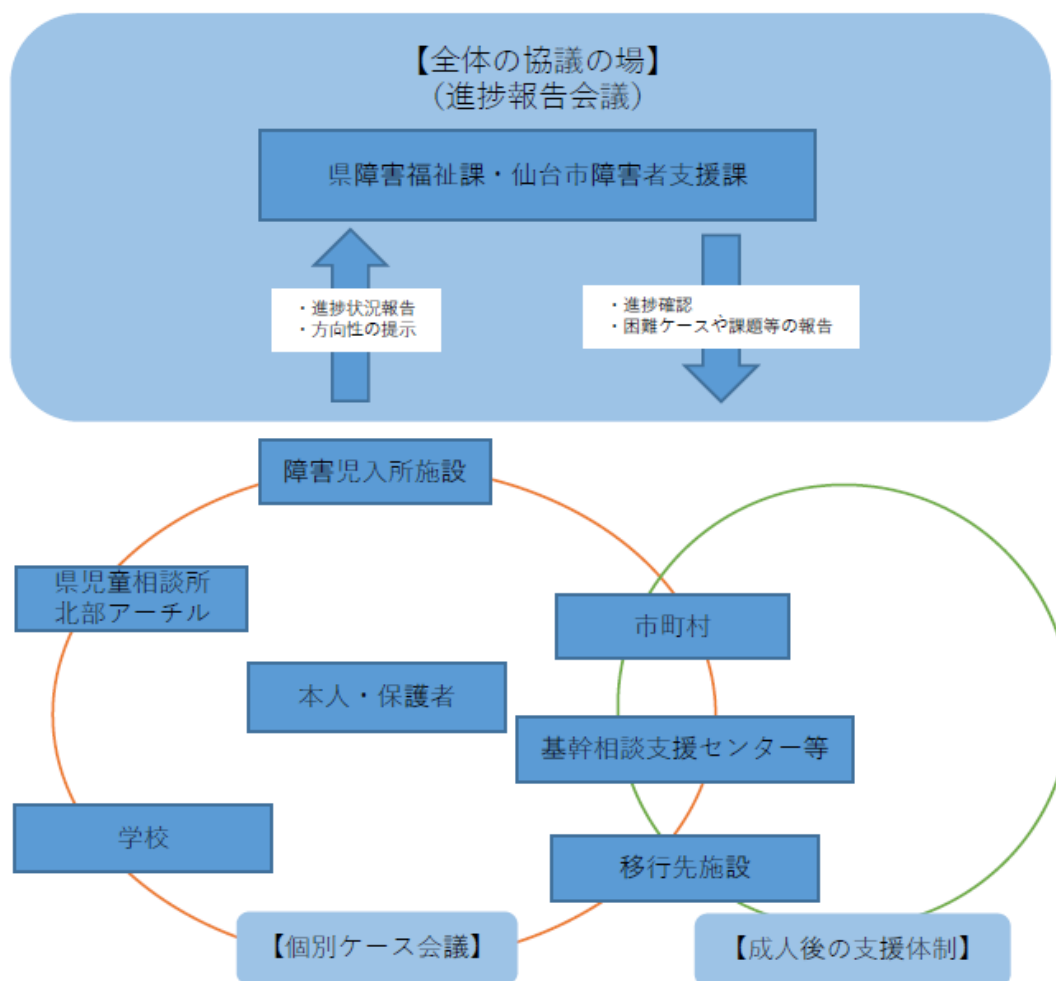 【全体の協議の場】
（進捗報告会議）
県障害福祉課・仙台市障害者支援課
・進捗状況報告
・方向性の提示
・進捗確認
・困難ケースや課題等の報告
障害児入所施設
県児童相談所
北部アーチル
市町村
本人・保護者
基幹相談支援センター等
学校
移行先施設
【個別ケース会議】
【成人後の支援体制】